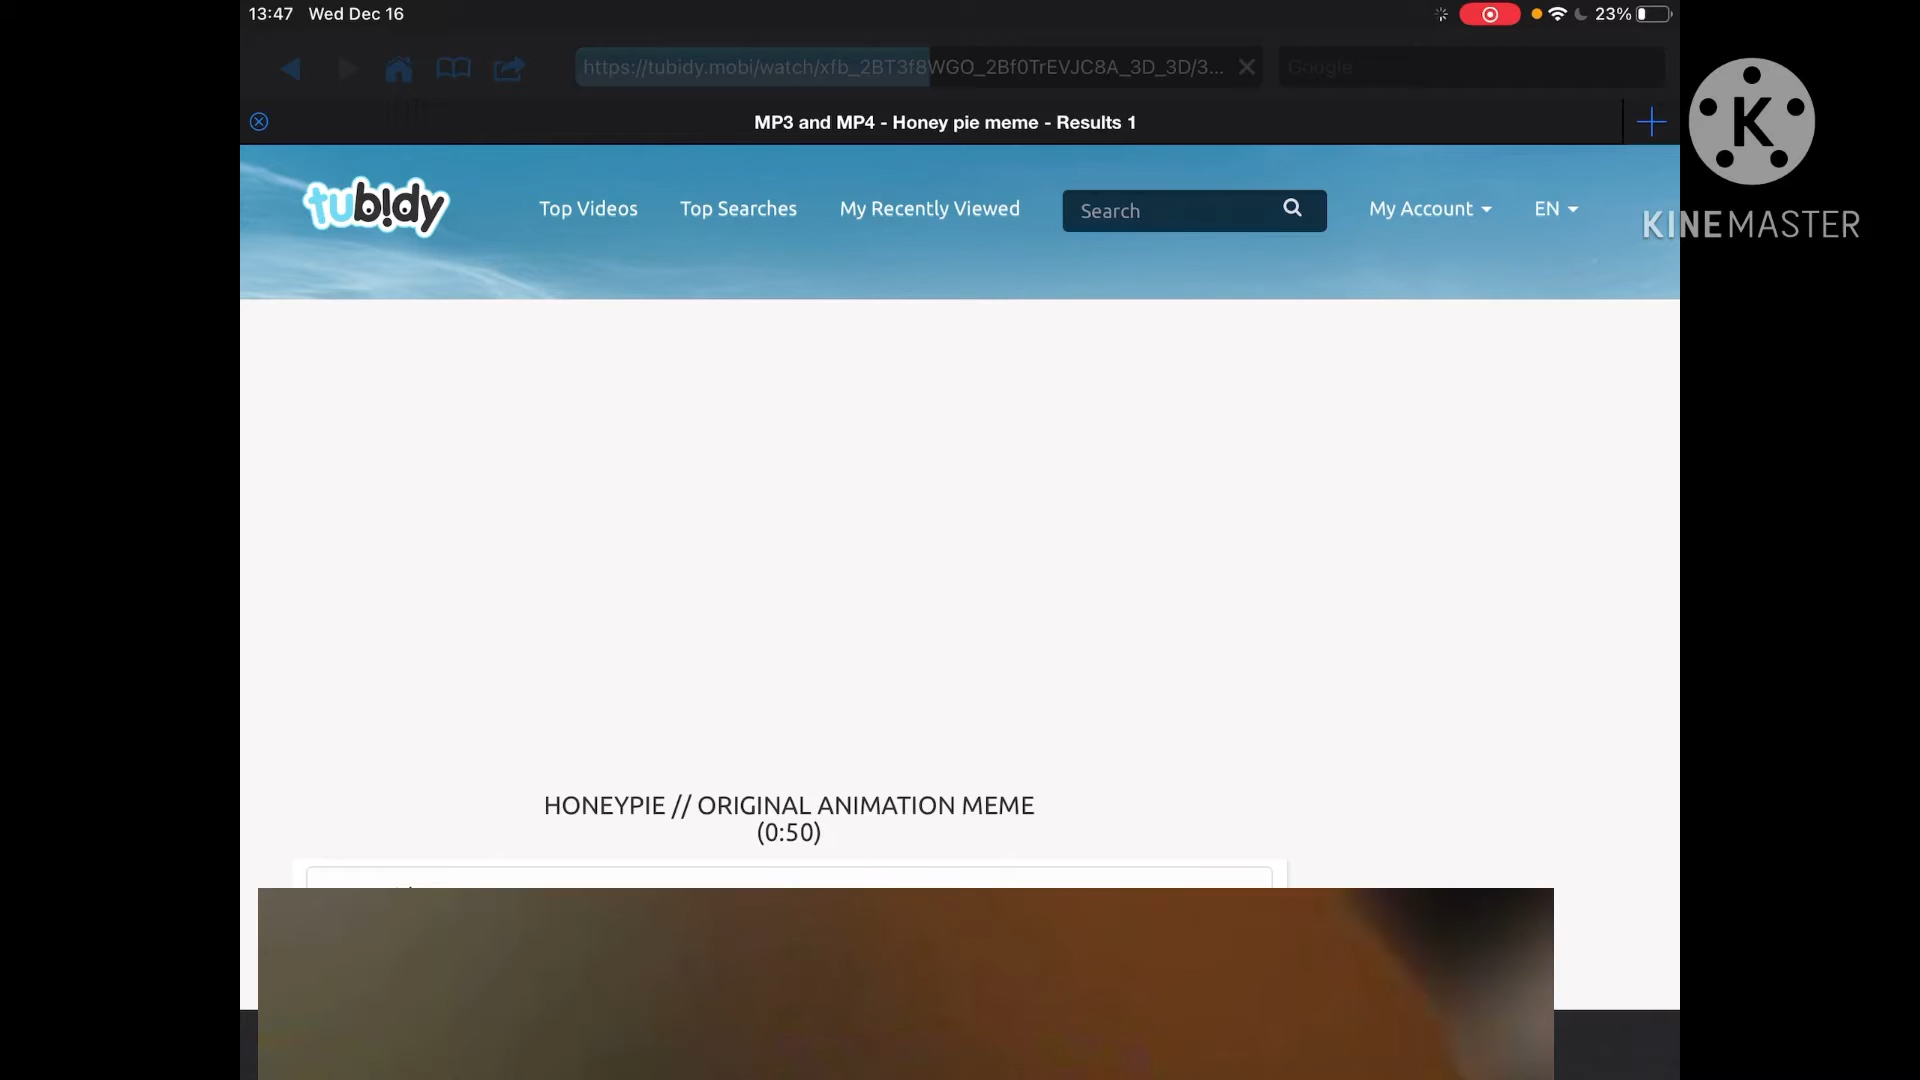 13:47 Wed Dec 16
23%
https://tubidy.mobi/watch/xfb_2BT3f8WGO_2Bf0TrEVJC8A_3D_3D/3...
Google
MP3 and MP4 - Honey pie meme - Results 1
K
KINEMASTER
tubidy
Top Videos
Top Searches
My Recently Viewed
Search
My Account
EN
HONEYPIE // ORIGINAL ANIMATION MEME
(0:50)